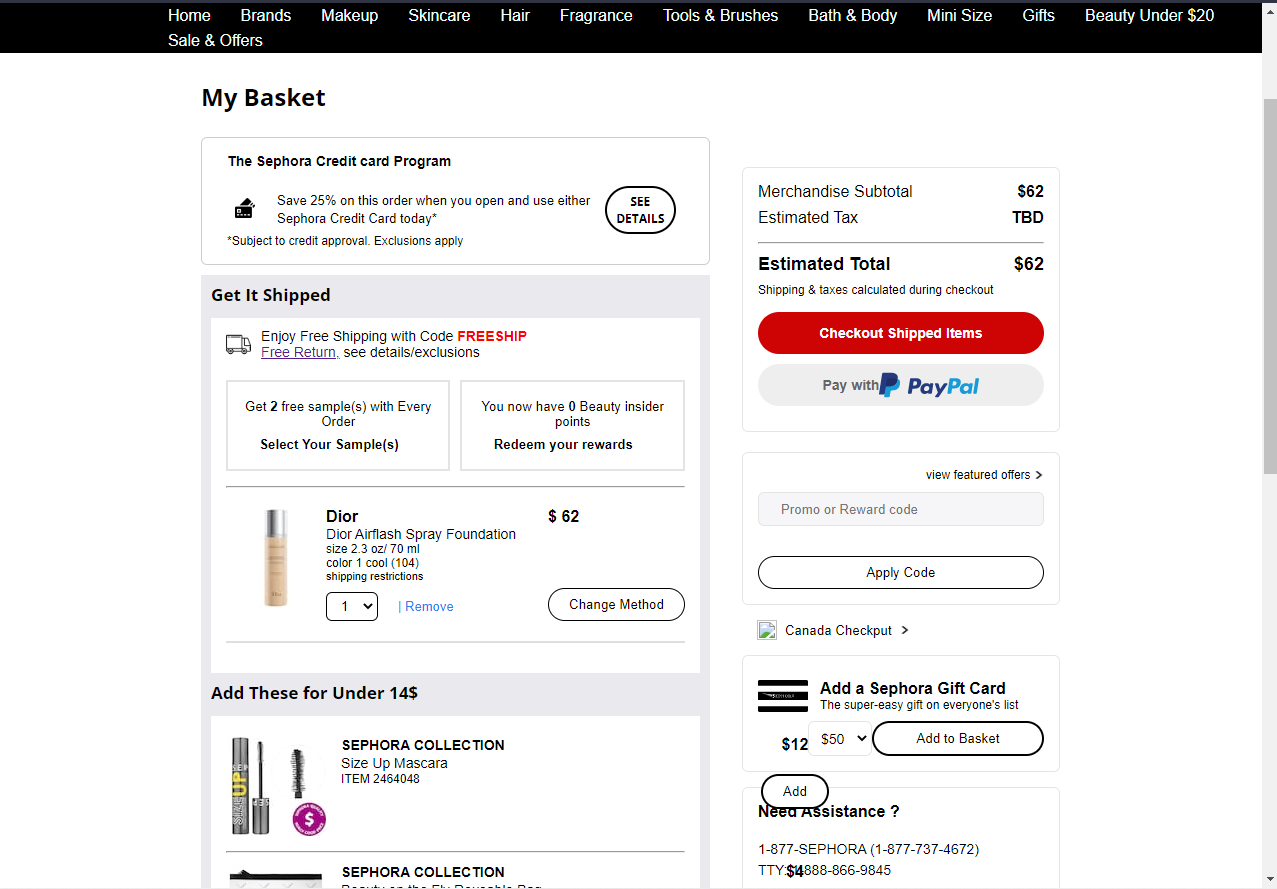 Home Brands Makeup Skincare Hair Fragrance Tools & Brushes Bath & Body Mini Size Gifts Beauty Under $20
Sale & Offers
My Basket
The Sephora Credit card Program
Save 25% on this order when you open and use either
Sephora Credit Card today*
SEE
DETAILS
*Subject to credit approval. Exclusions apply
Get It Shipped
Enjoy Free Shipping with Code FREESHIP
Free Return, see details/exclusions
Get 2 free sample(s) with Every
Order
Select Your Sample(s)
You now have 0 Beauty insider
points
Redeem your rewards
Dior
$ 62
Dior Airflash Spray Foundation
size 2.3 oz/ 70 ml
color 1 cool (104)
shipping restrictions
1
| Remove
Change Method
Add These for Under 14$
SEPHORA COLLECTION
Size Up Mascara
ITEM 2464048
SIZE UP
$
SEPHORA COLLECTION
Beauty on the Fly Reusable Bag
Merchandise Subtotal $62
Estimated Tax TBD
Estimated Total $62
Shipping & taxes calculated during checkout
Checkout Shipped Items
Pay with PayPal
view featured offers >
Promo or Reward code
Apply Code
Canada Checkput >
Add a Sephora Gift Card
The super-easy gift on everyone's list
$12
$50
Add to Basket
Add
Need Assistance ?
1-877-SEPHORA (1-877-737-4672)
TTY: 1-888-866-9845
$4